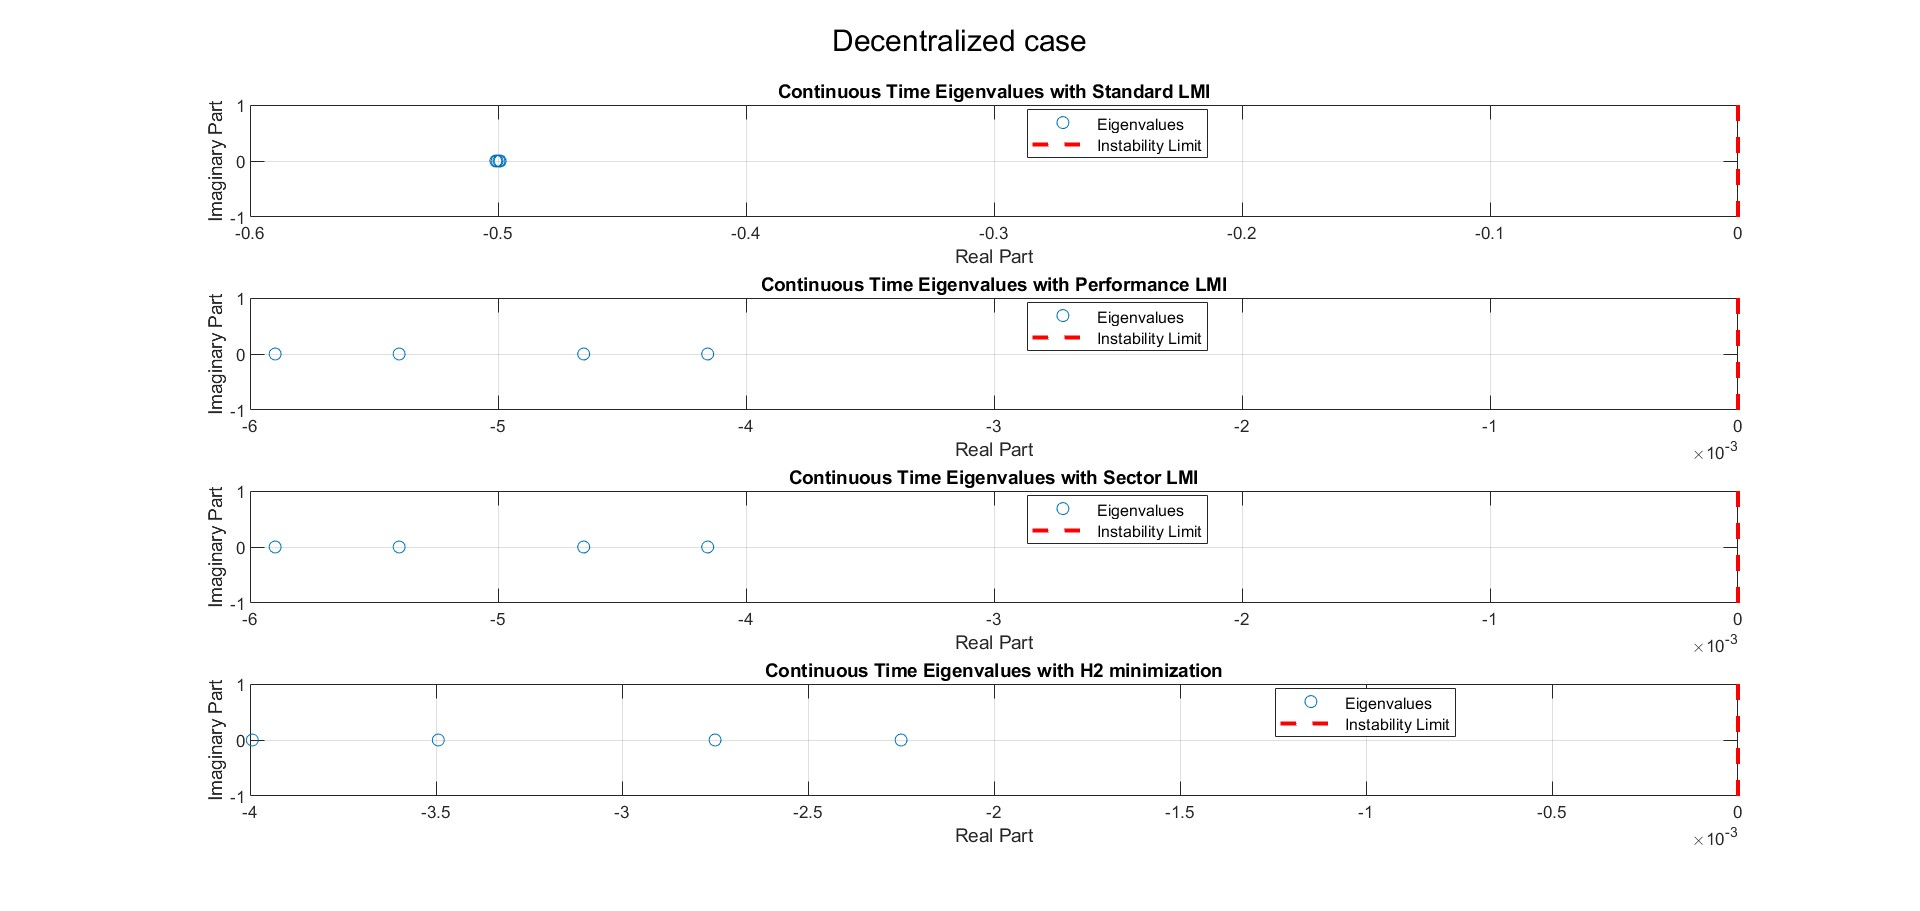 Decentralized case
Continuous Time Eigenvalues with Standard LMI
Imaginary Part
1
0
-1
Eigenvalues
Instability Limit
-0.6 -0.5 -0.4 -0.3 -0.2 -0.1 0
Real Part
Continuous Time Eigenvalues with Performance LMI
Imaginary Part
1
0
-1
Eigenvalues
Instability Limit
-6 -5 -4 -3 -2 -1 0
Real Part
×10^-3
Continuous Time Eigenvalues with Sector LMI
Imaginary Part
1
0
-1
Eigenvalues
Instability Limit
-6 -5 -4 -3 -2 -1 0
Real Part
×10^-3
Continuous Time Eigenvalues with H2 minimization
Imaginary Part
1
0
-1
Eigenvalues
Instability Limit
-4 -3.5 -3 -2.5 -2 -1.5 -1 -0.5 0
Real Part
×10^-3